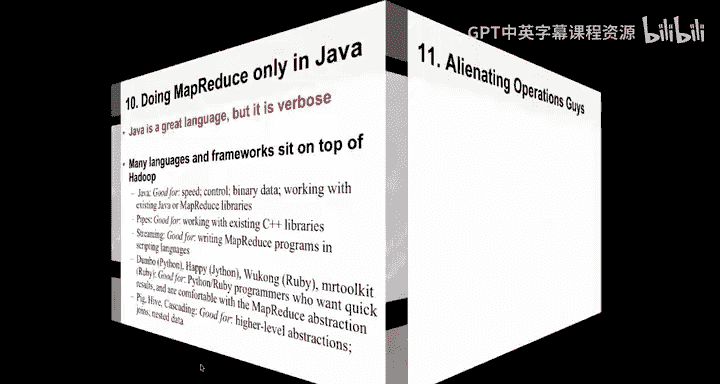 GPT中英字幕课程资源 bilibili
10. Doing MapReduce only in Java
• Java is a great language, but it is verbose
• Many languages and frameworks sit on top of
Hadoop
– Java: Good for: speed; control; binary data; working with
existing Java or MapReduce libraries
– Pipes: Good for: working with existing C++ libraries
– Streaming: Good for: writing MapReduce programs in
scripting languages
– Dumbo (Python), Happy (Jython), Wukong (Ruby), mrtoolkit
(Ruby): Good for: Python/Ruby programmers who want quick
results, and are comfortable with the MapReduce abstraction
– Pig, Hive, Cascading: Good for: higher-level abstractions;
joins; nested data
11. Alienating Operations Guys